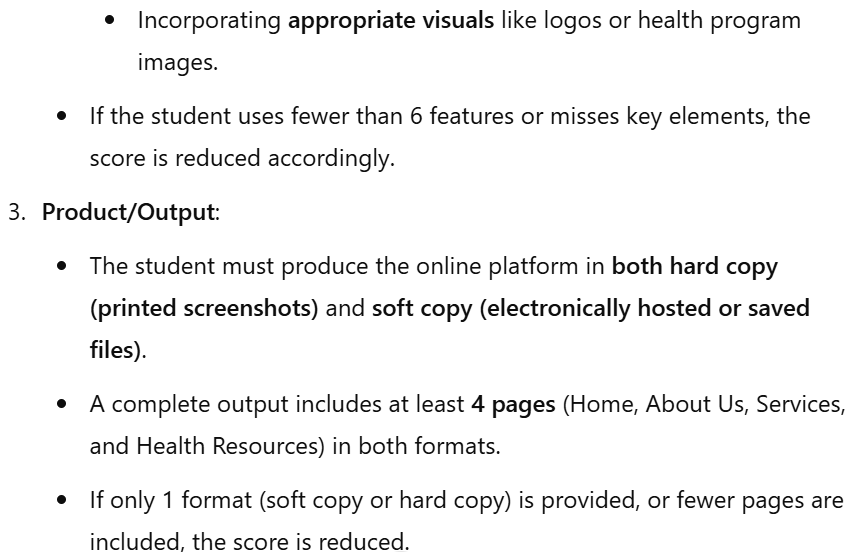 • Incorporating appropriate visuals like logos or health program
images.
• If the student uses fewer than 6 features or misses key elements, the
score is reduced accordingly.
3. Product/Output:
• The student must produce the online platform in both hard copy
(printed screenshots) and soft copy (electronically hosted or saved
files).
• A complete output includes at least 4 pages (Home, About Us, Services,
and Health Resources) in both formats.
• If only 1 format (soft copy or hard copy) is provided, or fewer pages are
included, the score is reduced.